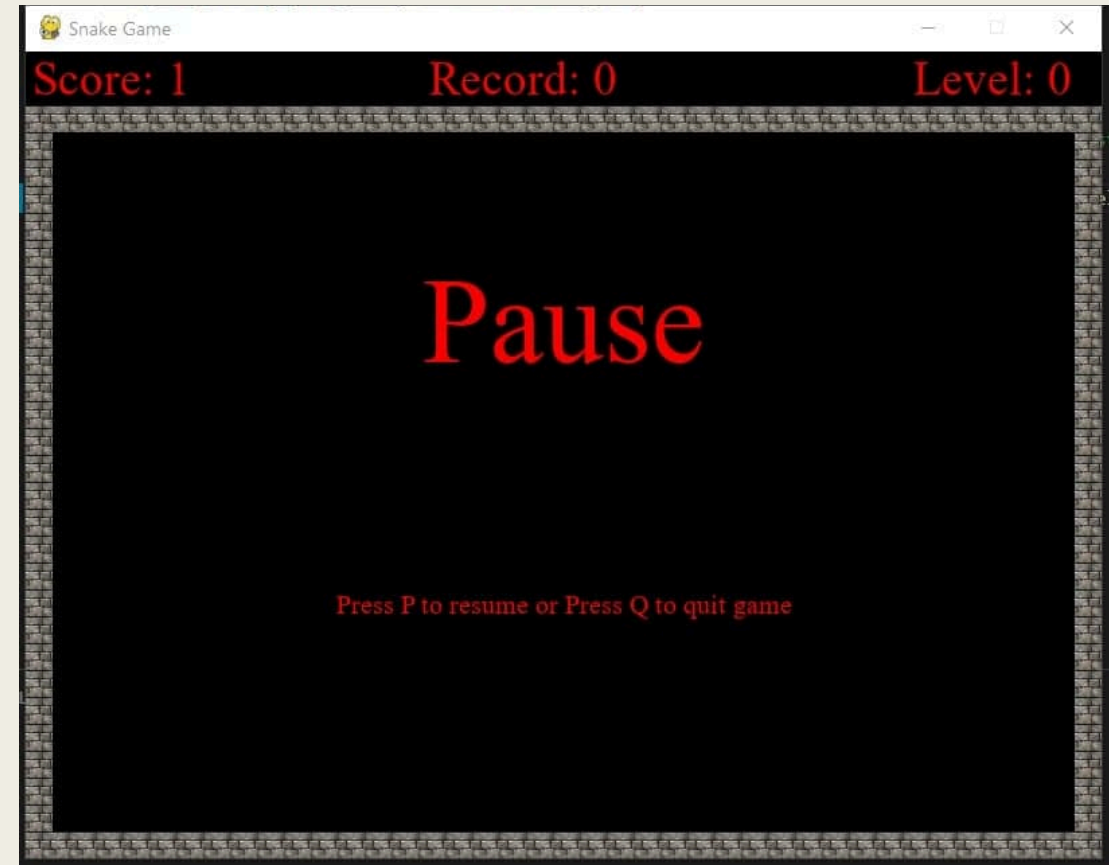 Snake Game
Score: 1 Record: 0 Level: 0
Pause
Press P to resume or Press Q to quit game